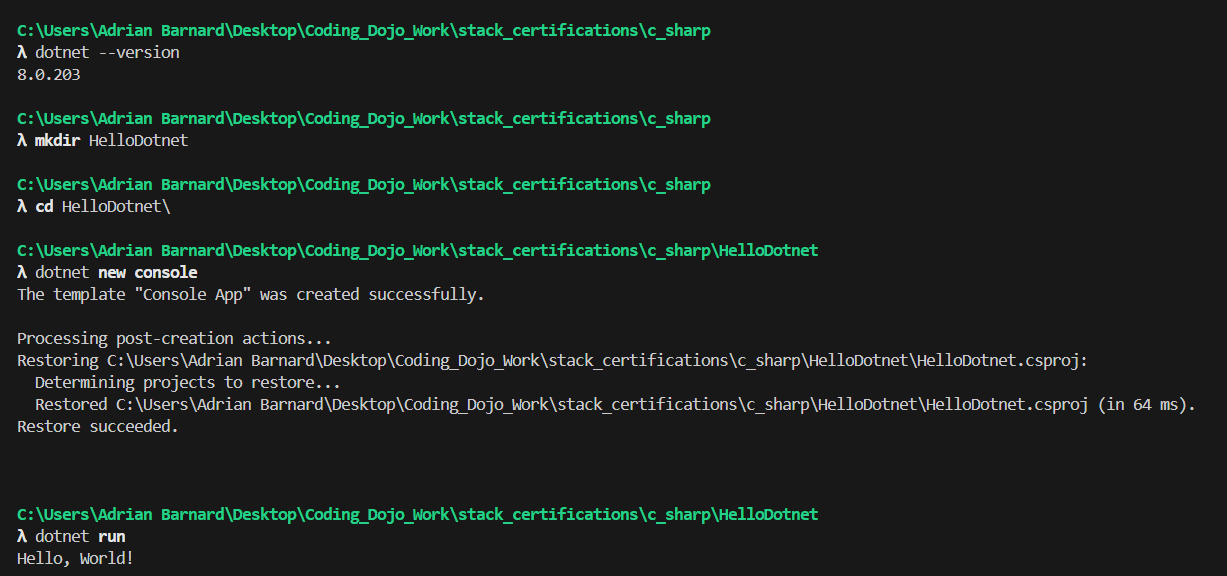 C:\Users\Adrian Barnard\Desktop\Coding_Dojo_Work\stack_certifications\c_sharp
λ dotnet --version
8.0.203
C:\Users\Adrian Barnard\Desktop\Coding_Dojo_Work\stack_certifications\c_sharp
λ mkdir HelloDotnet
C:\Users\Adrian Barnard\Desktop\Coding_Dojo_Work\stack_certifications\c_sharp
λ cd HelloDotnet\
C:\Users\Adrian Barnard\Desktop\Coding_Dojo_Work\stack_certifications\c_sharp\HelloDotnet
λ dotnet new console
The template "Console App" was created successfully.
Processing post-creation actions...
Restoring C:\Users\Adrian Barnard\Desktop\Coding_Dojo_Work\stack_certifications\c_sharp\HelloDotnet\HelloDotnet.csproj:
  Determining projects to restore...
  Restored C:\Users\Adrian Barnard\Desktop\Coding_Dojo_Work\stack_certifications\c_sharp\HelloDotnet\HelloDotnet.csproj (in 64 ms).
Restore succeeded.
C:\Users\Adrian Barnard\Desktop\Coding_Dojo_Work\stack_certifications\c_sharp\HelloDotnet
λ dotnet run
Hello, World!